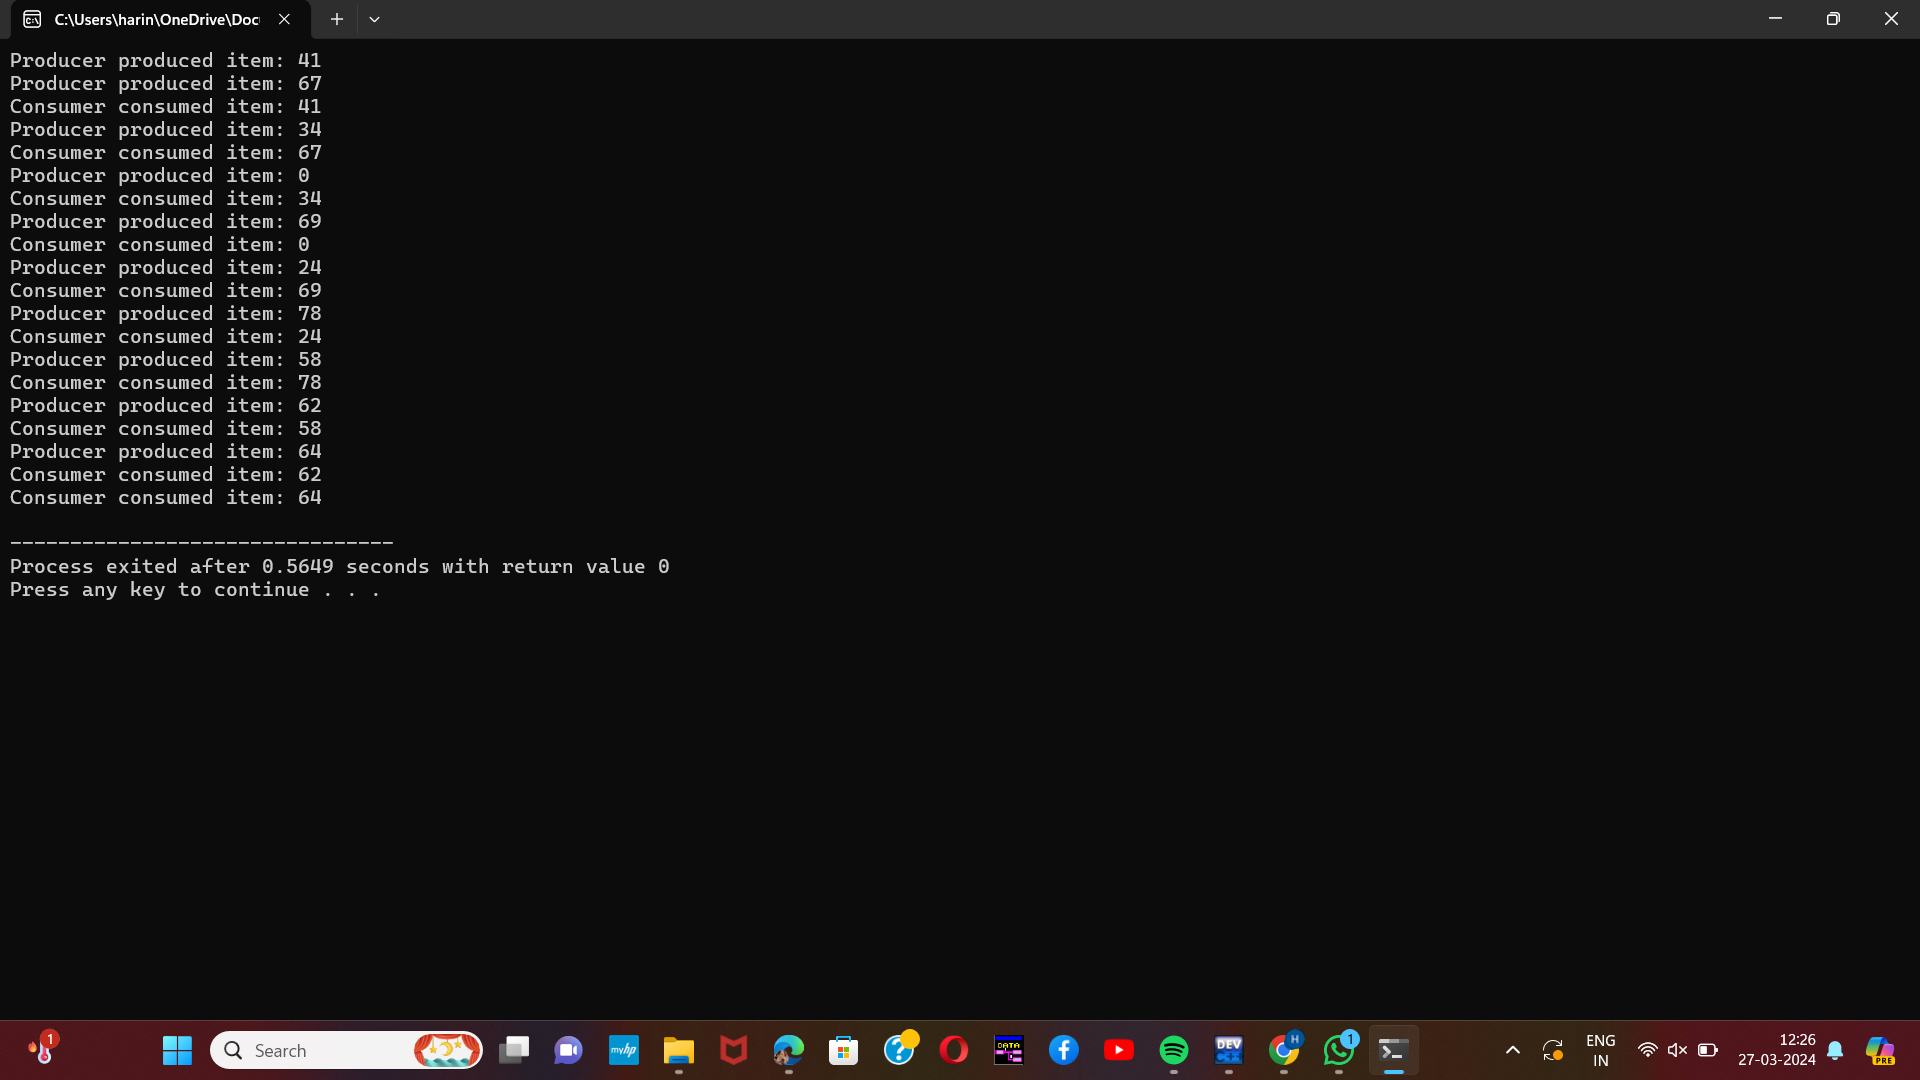 C:\Users\harin\OneDrive\Doc
Producer produced item: 41
Producer produced item: 67
Consumer consumed item: 41
Producer produced item: 34
Consumer consumed item: 67
Producer produced item: 0
Consumer consumed item: 34
Producer produced item: 69
Consumer consumed item: 0
Producer produced item: 24
Consumer consumed item: 69
Producer produced item: 78
Consumer consumed item: 24
Producer produced item: 58
Consumer consumed item: 78
Producer produced item: 62
Consumer consumed item: 58
Producer produced item: 64
Consumer consumed item: 62
Consumer consumed item: 64
--------------------------------
Process exited after 0.5649 seconds with return value 0
Press any key to continue . . .
1
Search
myhp
DATA
DEV
H
1
ENG
IN
12:26
27-03-2024
PRE